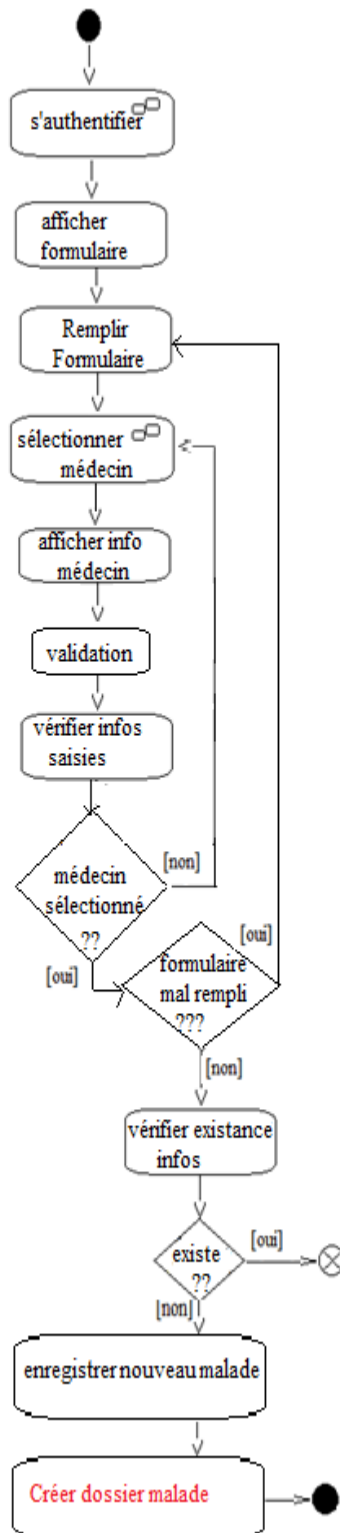 s'authentifier
afficher
formulaire
Remplir
Formulaire
sélectionner
médecin
afficher info
médecin
validation
vérifier infos
saisies
médecin
sélectionné
??
[non]
[oui]
formulaire
mal rempli
???
[oui]
[non]
vérifier existance
infos
existe
??
[oui]
[non]
enregistrer nouveau malade
Créer dossier malade